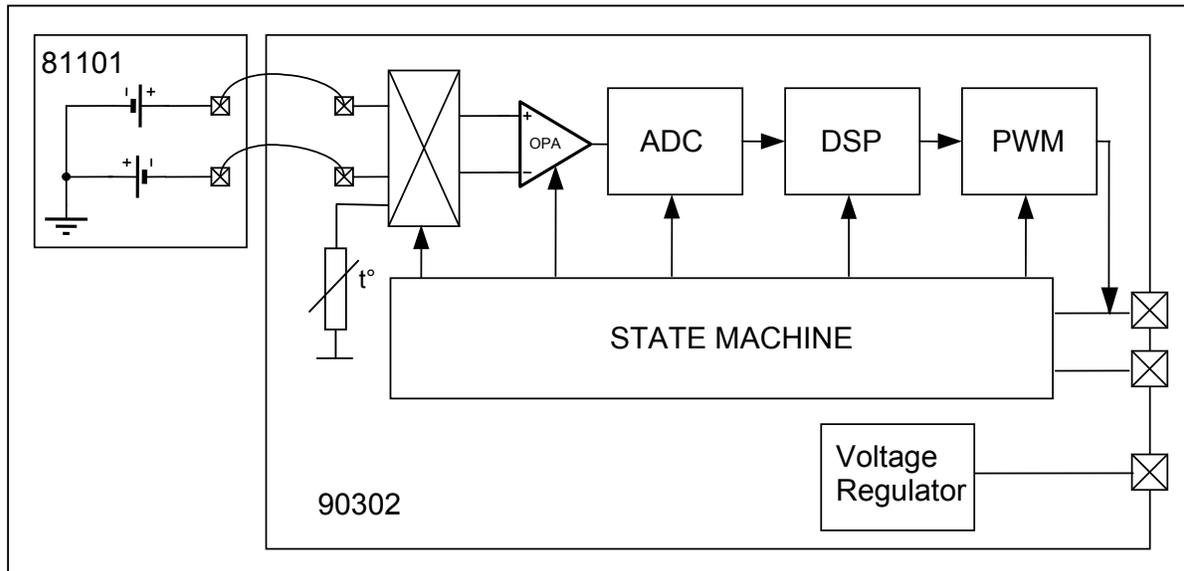 81101
- +
+ -
+
OPA
-
ADC
DSP
PWM
t°
STATE MACHINE
Voltage
Regulator
90302